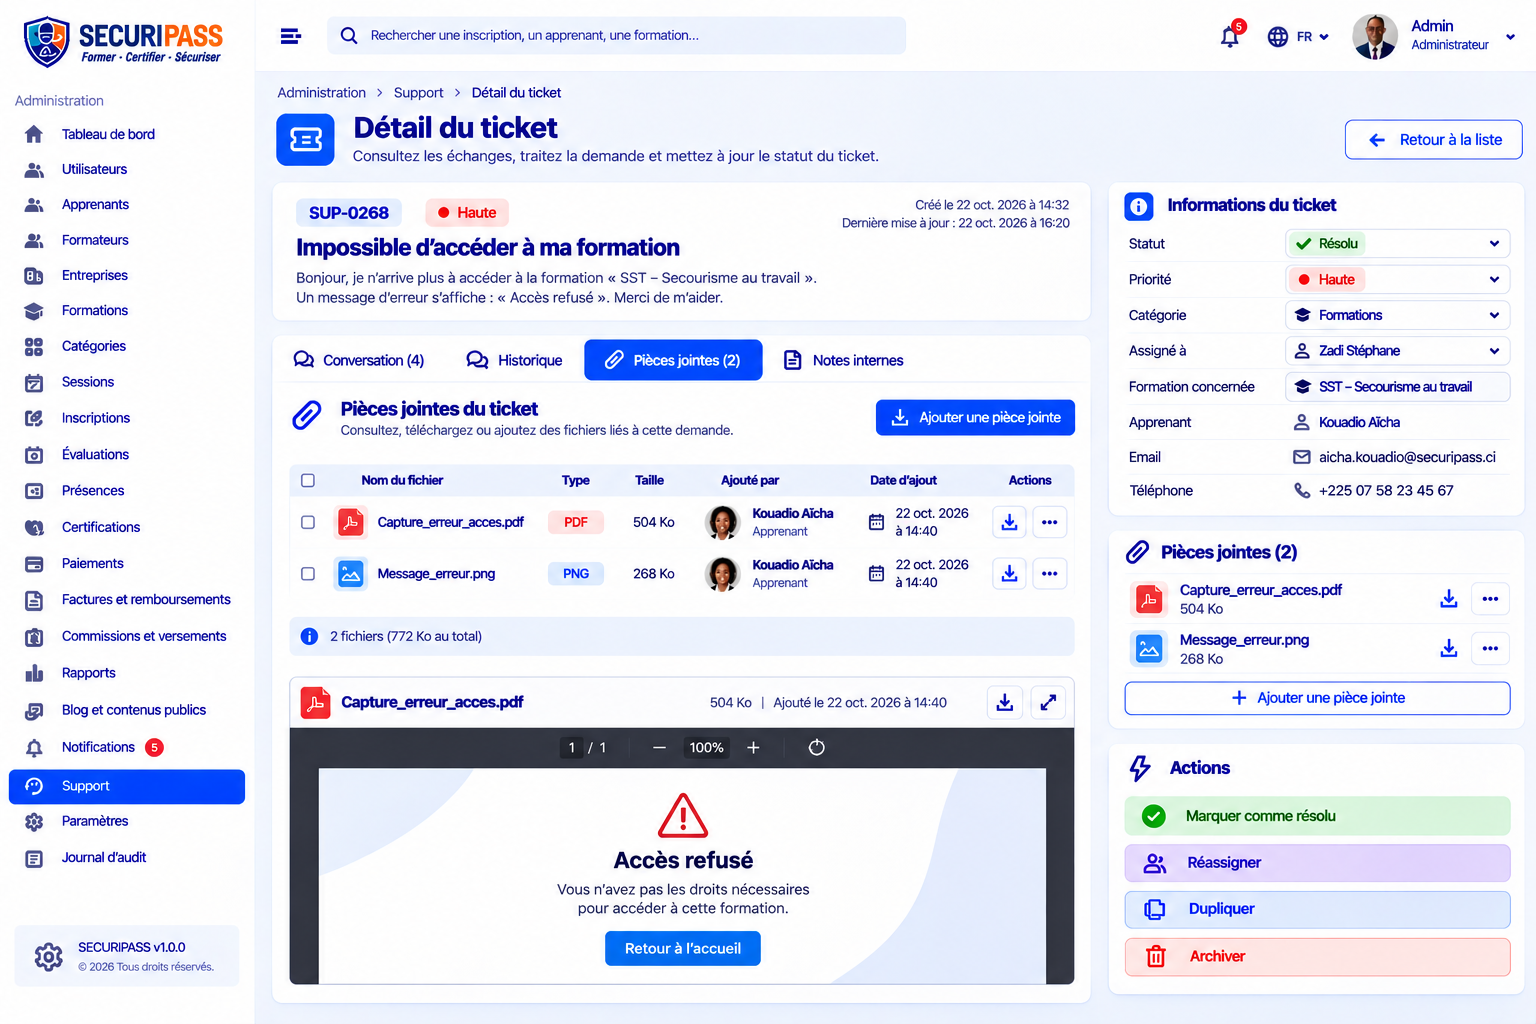 SECURIPASS
Former · Certifier · Sécuriser
Rechercher une inscription, un apprenant, une formation...
5
FR
Admin
Administrateur
Administration
Tableau de bord
Utilisateurs
Apprenants
Formateurs
Entreprises
Formations
Catégories
Sessions
Inscriptions
Évaluations
Présences
Certifications
Paiements
Factures et remboursements
Commissions et versements
Rapports
Blog et contenus publics
Notifications 5
Support
Paramètres
Journal d'audit
SECURIPASS v1.0.0
© 2026 Tous droits réservés.
Administration > Support > Détail du ticket
Détail du ticket
Consultez les échanges, traitez la demande et mettez à jour le statut du ticket.
Retour à la liste
SUP-0268 Haute
Créé le 22 oct. 2026 à 14:32
Dernière mise à jour : 22 oct. 2026 à 16:20
Impossible d'accéder à ma formation
Bonjour, je n'arrive plus à accéder à la formation « SST – Secourisme au travail ».
Un message d'erreur s'affiche : « Accès refusé ». Merci de m'aider.
Conversation (4) Historique Pièces jointes (2) Notes internes
Pièces jointes du ticket
Consultez, téléchargez ou ajoutez des fichiers liés à cette demande.
Ajouter une pièce jointe
Nom du fichier Type Taille Ajouté par Date d'ajout Actions
Capture_erreur_acces.pdf PDF 504 Ko Kouadio Aïcha Apprenant 22 oct. 2026 à 14:40
Message_erreur.png PNG 268 Ko Kouadio Aïcha Apprenant 22 oct. 2026 à 14:40
2 fichiers (772 Ko au total)
Capture_erreur_acces.pdf 504 Ko | Ajouté le 22 oct. 2026 à 14:40
1 / 1 — 100% +
Accès refusé
Vous n'avez pas les droits nécessaires
pour accéder à cette formation.
Retour à l'accueil
Informations du ticket
Statut Résolu
Priorité Haute
Catégorie Formations
Assigné à Zadi Stéphane
Formation concernée SST – Secourisme au travail
Apprenant Kouadio Aïcha
Email aicha.kouadio@securipass.ci
Téléphone +225 07 58 23 45 67
Pièces jointes (2)
Capture_erreur_acces.pdf
504 Ko
Message_erreur.png
268 Ko
+ Ajouter une pièce jointe
Actions
Marquer comme résolu
Réassigner
Dupliquer
Archiver